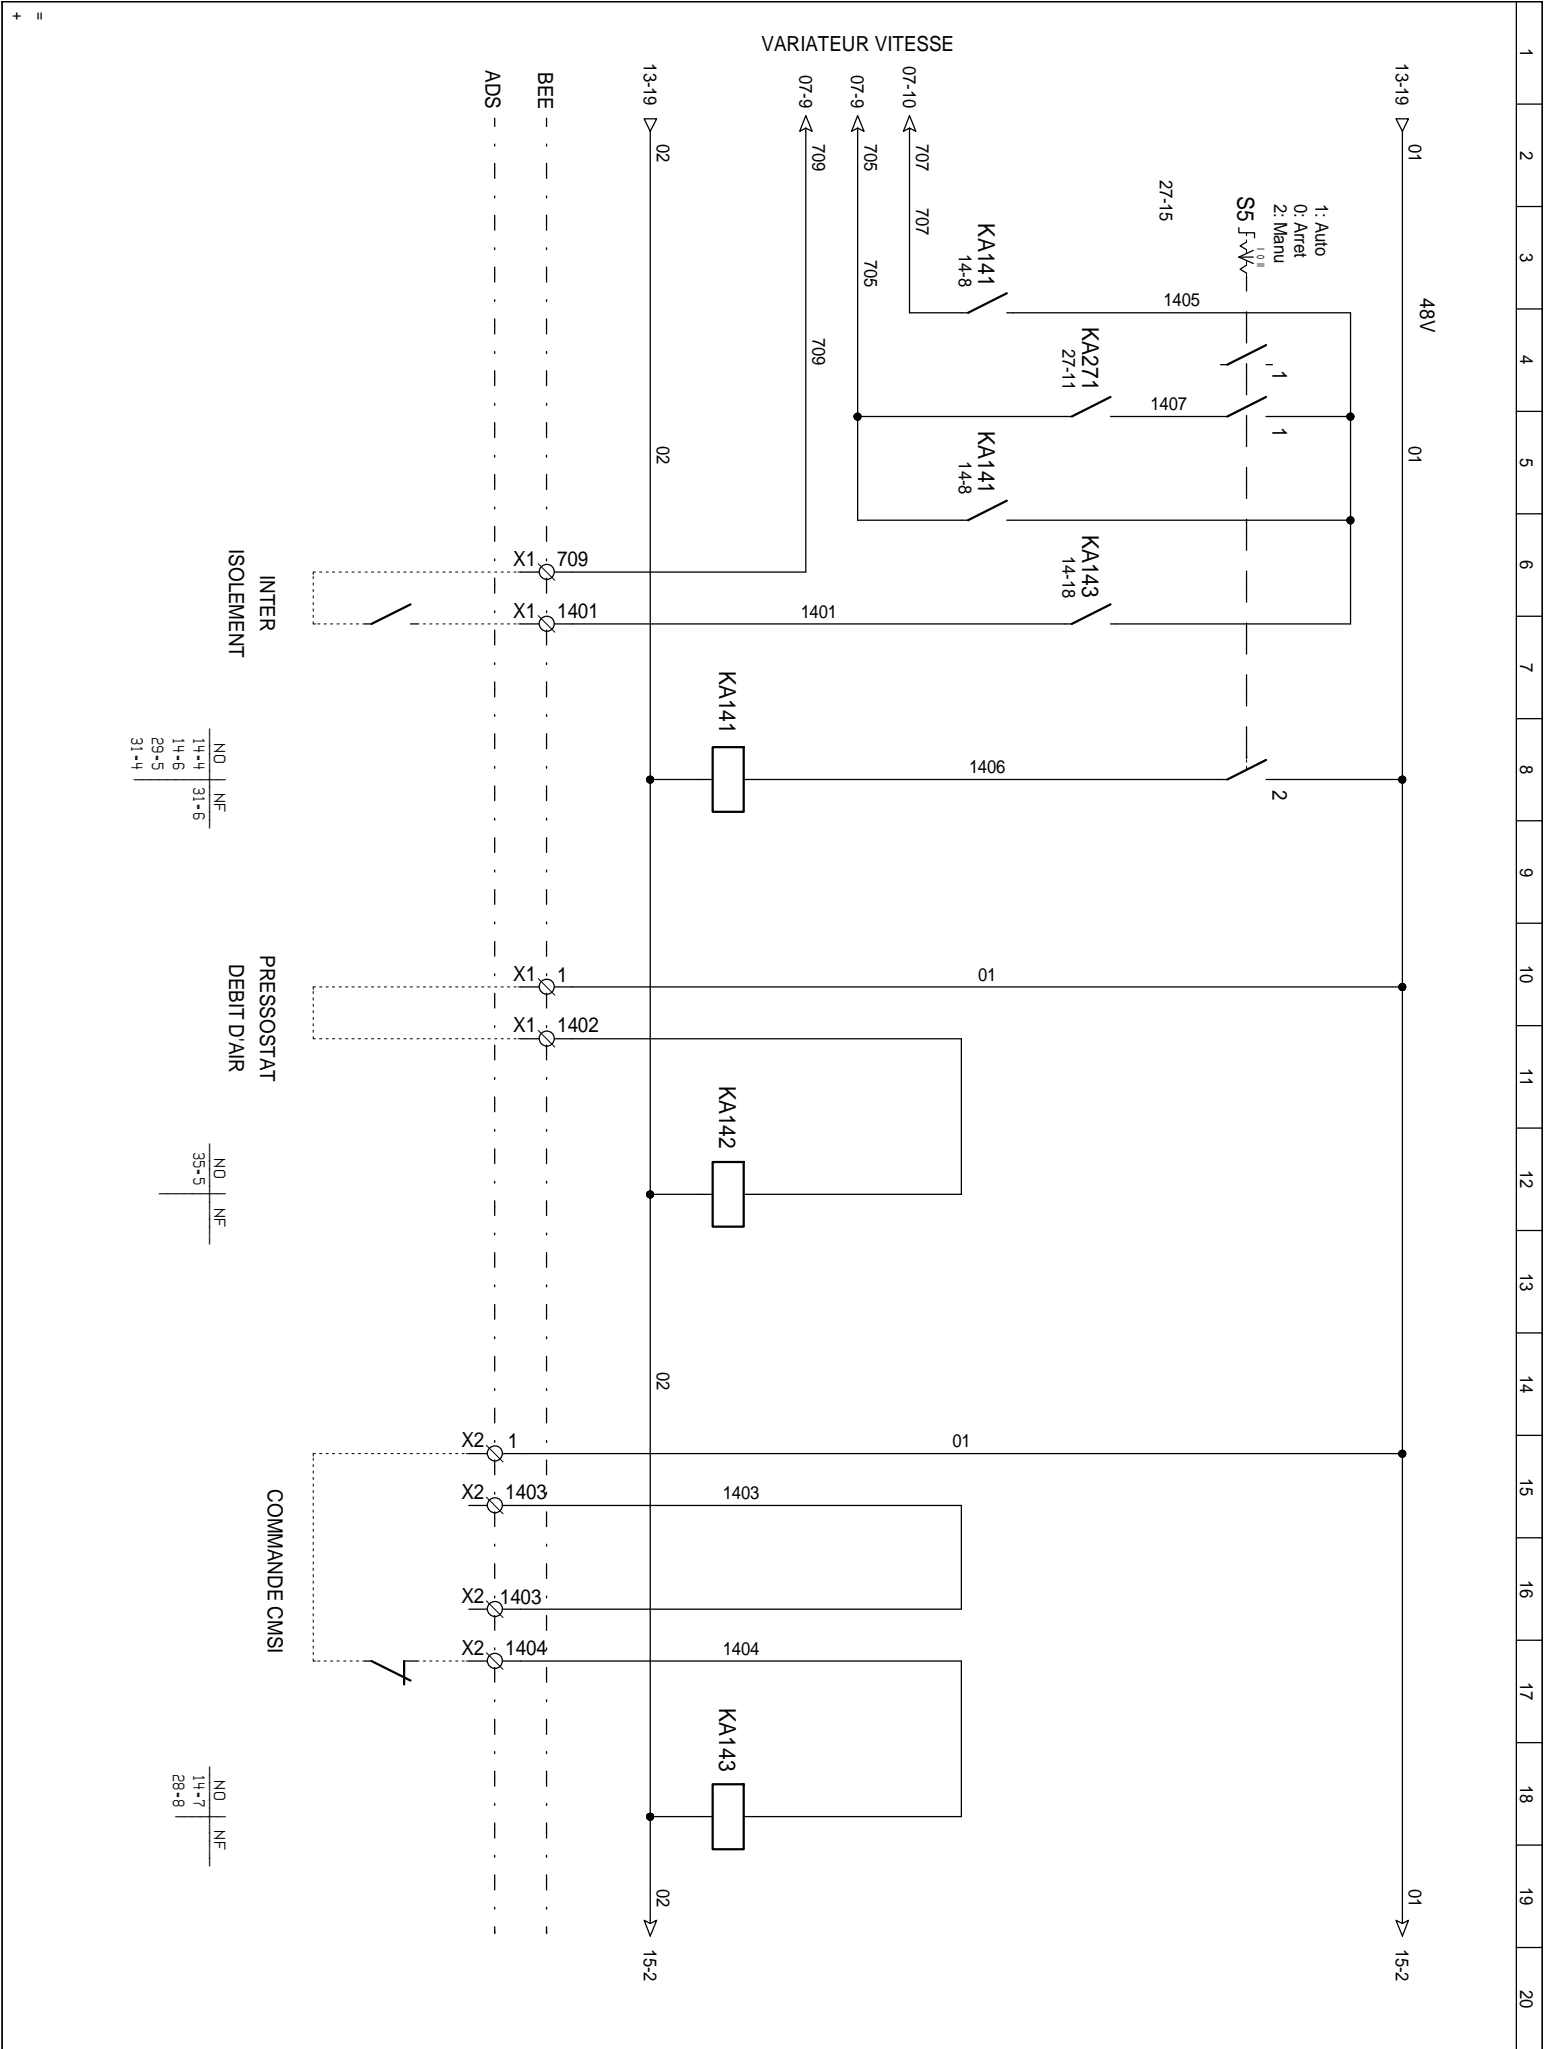 1 2 3 4 5 6 7 8 9 10 11 12 13 14 15 16 17 18 19 20
13-19
01
48V
01
01
15-2
1: Auto
0: Arret
2: Manu
S5
I 0 II
27-15
1
1
2
1405
KA271
27-11
1407
KA143
14-18
KA141
14-8
KA141
14-8
1406
01
01
VARIATEUR VITESSE
07-10
707
707
07-9
705
705
07-9
709
709
1401
1403
1404
KA141
KA142
KA143
13-19
02
02
02
02
15-2
BEE
ADS
X1 709
X1 1401
X1 1
X1 1402
X2 1
X2 1403
X2 1403
X2 1404
INTER
ISOLEMENT
PRESSOSTAT
DEBIT D'AIR
COMMANDE CMSI
NO NF
14-4 31-6
14-6
29-5
31-4
NO NF
35-5
NO NF
14-7
28-8
=
+